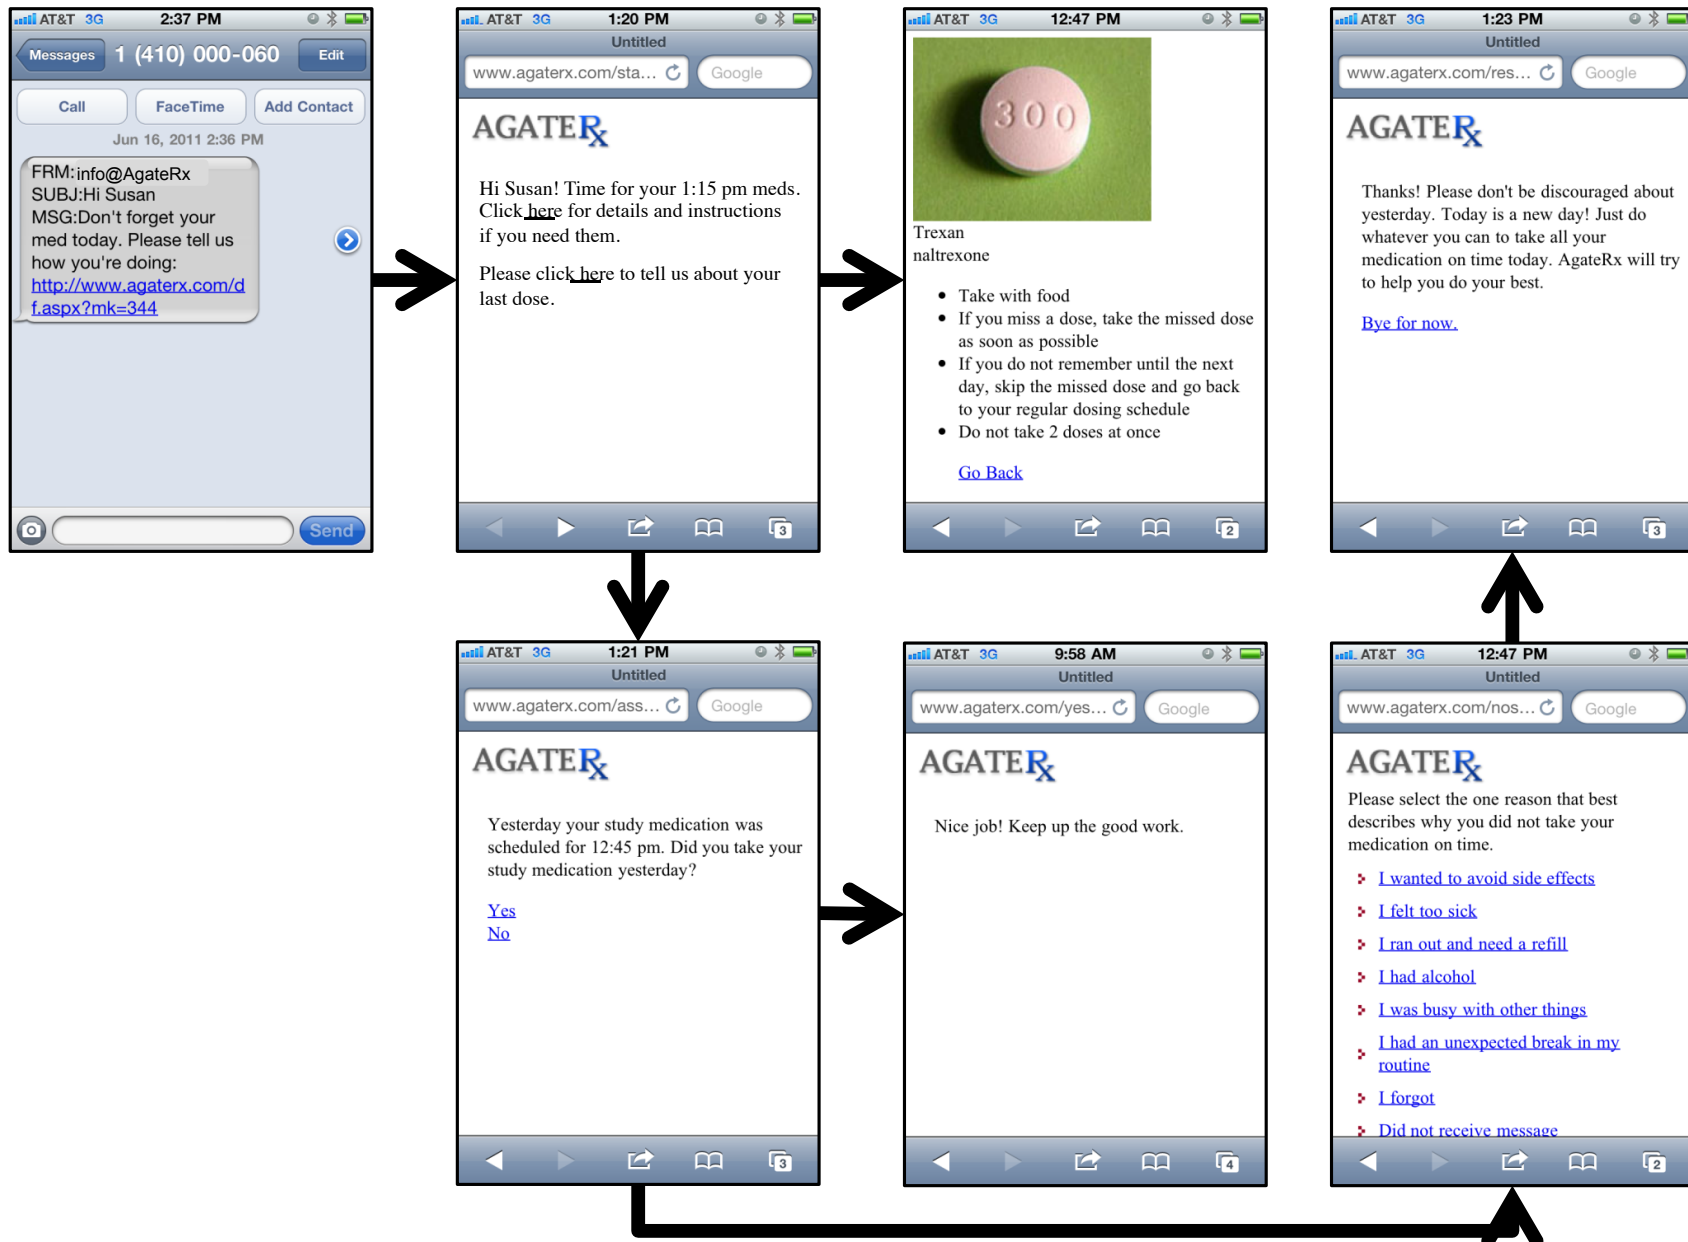 AT&T 3G 2:37 PM
Messages 1 (410) 000-060 Edit
Call FaceTime Add Contact
Jun 16, 2011 2:36 PM
FRM:info@AgateRx
SUBJ:Hi Susan
MSG:Don't forget your
med today. Please tell us
how you're doing:
http://www.agaterx.com/d
f.aspx?mk=344
Send
AT&T 3G 1:20 PM
Untitled
www.agaterx.com/sta... Google
AGATERx
Hi Susan! Time for your 1:15 pm meds.
Click here for details and instructions
if you need them.
Please click here to tell us about your
last dose.
3
AT&T 3G 12:47 PM
300
Trexan
naltrexone
• Take with food
• If you miss a dose, take the missed dose
as soon as possible
• If you do not remember until the next
day, skip the missed dose and go back
to your regular dosing schedule
• Do not take 2 doses at once
Go Back
2
AT&T 3G 1:23 PM
Untitled
www.agaterx.com/res... Google
AGATERx
Thanks! Please don't be discouraged about
yesterday. Today is a new day! Just do
whatever you can to take all your
medication on time today. AgateRx will try
to help you do your best.
Bye for now.
3
AT&T 3G 1:21 PM
Untitled
www.agaterx.com/ass... Google
AGATERx
Yesterday your study medication was
scheduled for 12:45 pm. Did you take your
study medication yesterday?
Yes
No
3
AT&T 3G 9:58 AM
Untitled
www.agaterx.com/yes... Google
AGATERx
Nice job! Keep up the good work.
4
AT&T 3G 12:47 PM
Untitled
www.agaterx.com/nos... Google
AGATERx
Please select the one reason that best
describes why you did not take your
medication on time.
I wanted to avoid side effects
I felt too sick
I ran out and need a refill
I had alcohol
I was busy with other things
I had an unexpected break in my
routine
I forgot
Did not receive message
2